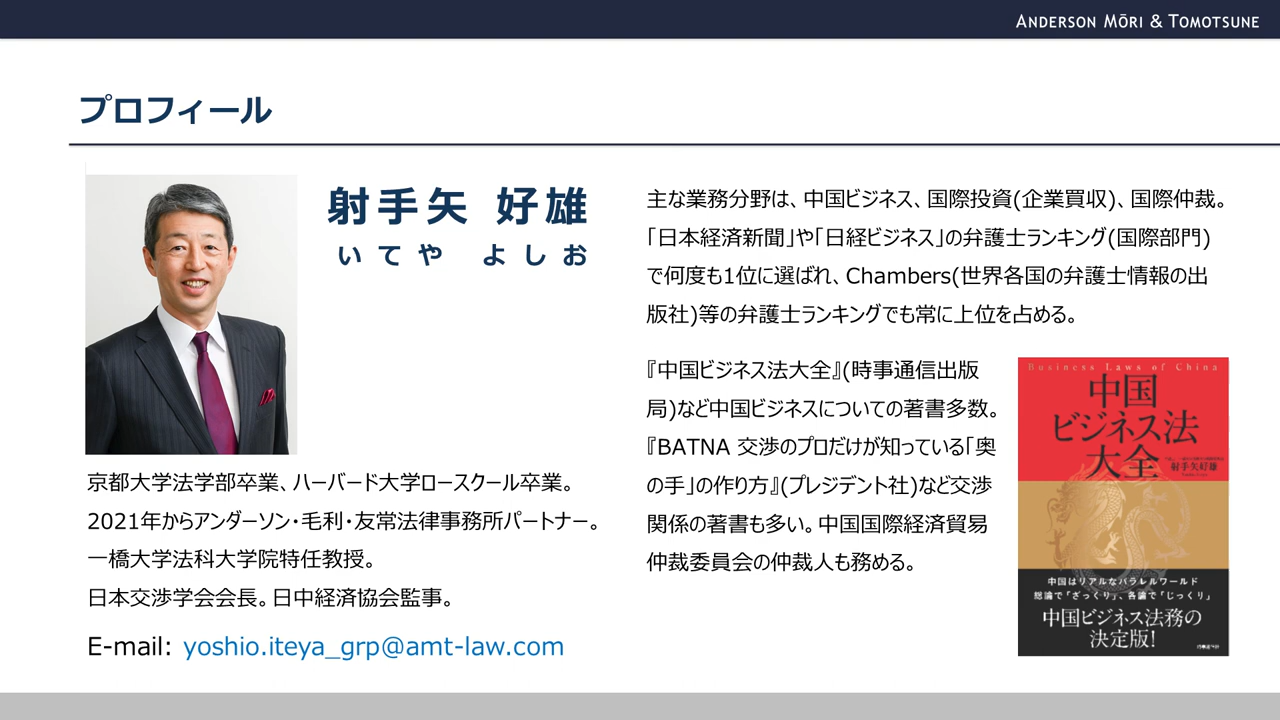 ANDERSON MŌRI & TOMOTSUNE
プロフィール
射手矢 好雄
いてや よしお
京都大学法学部卒業、ハーバード大学ロースクール卒業。
2021年からアンダーソン・毛利・友常法律事務所パートナー。
一橋大学法科大学院特任教授。
日本交渉学会会長。日中経済協会監事。
E-mail: yoshio.iteya_grp@amt-law.com
主な業務分野は、中国ビジネス、国際投資(企業買収)、国際仲裁。
「日本経済新聞」や「日経ビジネス」の弁護士ランキング(国際部門)
で何度も1位に選ばれ、Chambers(世界各国の弁護士情報の出
版社)等の弁護士ランキングでも常に上位を占める。
『中国ビジネス法大全』(時事通信出版
局)など中国ビジネスについての著書多数。
『BATNA 交渉のプロだけが知っている「奥
の手」の作り方』(プレジデント社)など交渉
関係の著書も多い。中国国際経済貿易
仲裁委員会の仲裁人も務める。
Business Laws of China
中国
ビジネス法
大全
射手矢好雄
中国はリアルなパラレルワールド
総論で「ざっくり」、各論で「じっくり」
中国ビジネス法務の
決定版!